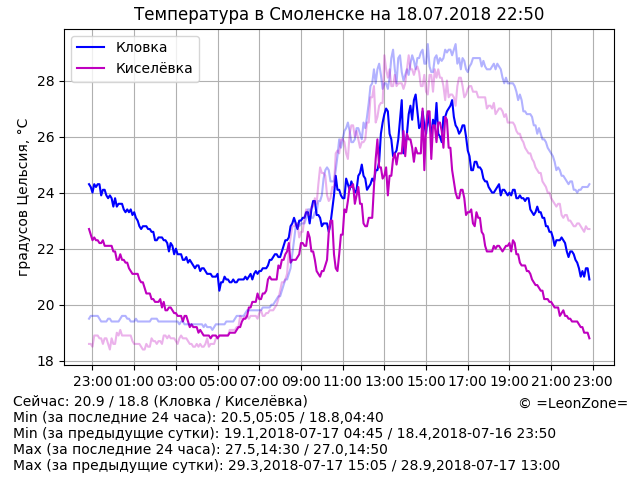 Температура в Смоленске на 18.07.2018 22:50
Кловка
Киселёвка
градусов Цельсия, °C
28
26
24
22
20
18
23:00 01:00 03:00 05:00 07:00 09:00 11:00 13:00 15:00 17:00 19:00 21:00 23:00
© =LeonZone=
Сейчас: 20.9 / 18.8 (Кловка / Киселёвка)
Min (за последние 24 часа): 20.5,05:05 / 18.8,04:40
Min (за предыдущие сутки): 19.1,2018-07-17 04:45 / 18.4,2018-07-16 23:50
Max (за последние 24 часа): 27.5,14:30 / 27.0,14:50
Max (за предыдущие сутки): 29.3,2018-07-17 15:05 / 28.9,2018-07-17 13:00